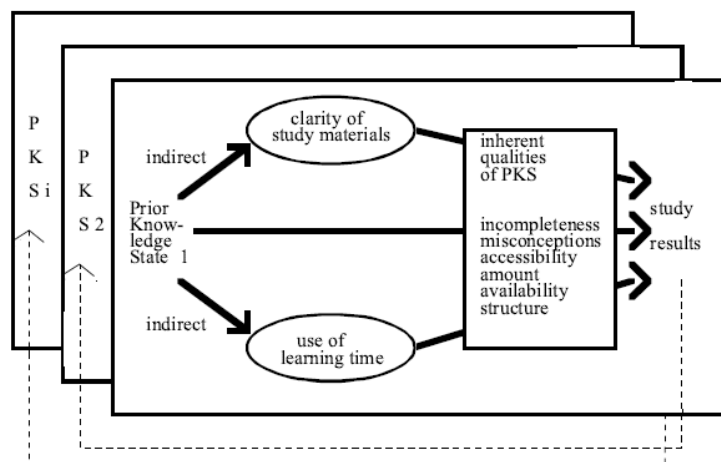 P
K
S i
P
K
S 2
indirect
Prior
Know-
ledge
State 1
indirect
clarity of
study materials
use of
learning time
inherent
qualities
of PKS
incompleteness
misconceptions
accessibility
amount
availability
structure
study
results